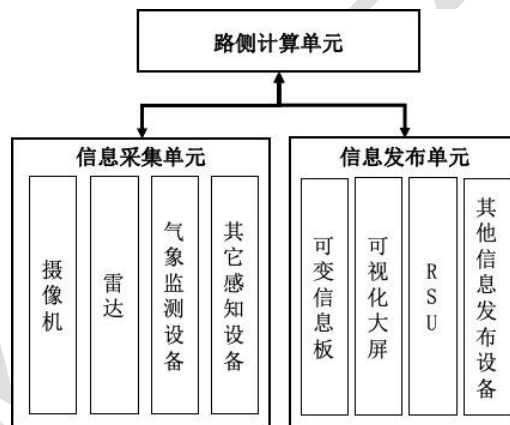 路侧计算单元
信息采集单元
摄像机
雷达
气象监测设备
其它感知设备
信息发布单元
可变信息板
可视化大屏
RSU
其他信息发布设备